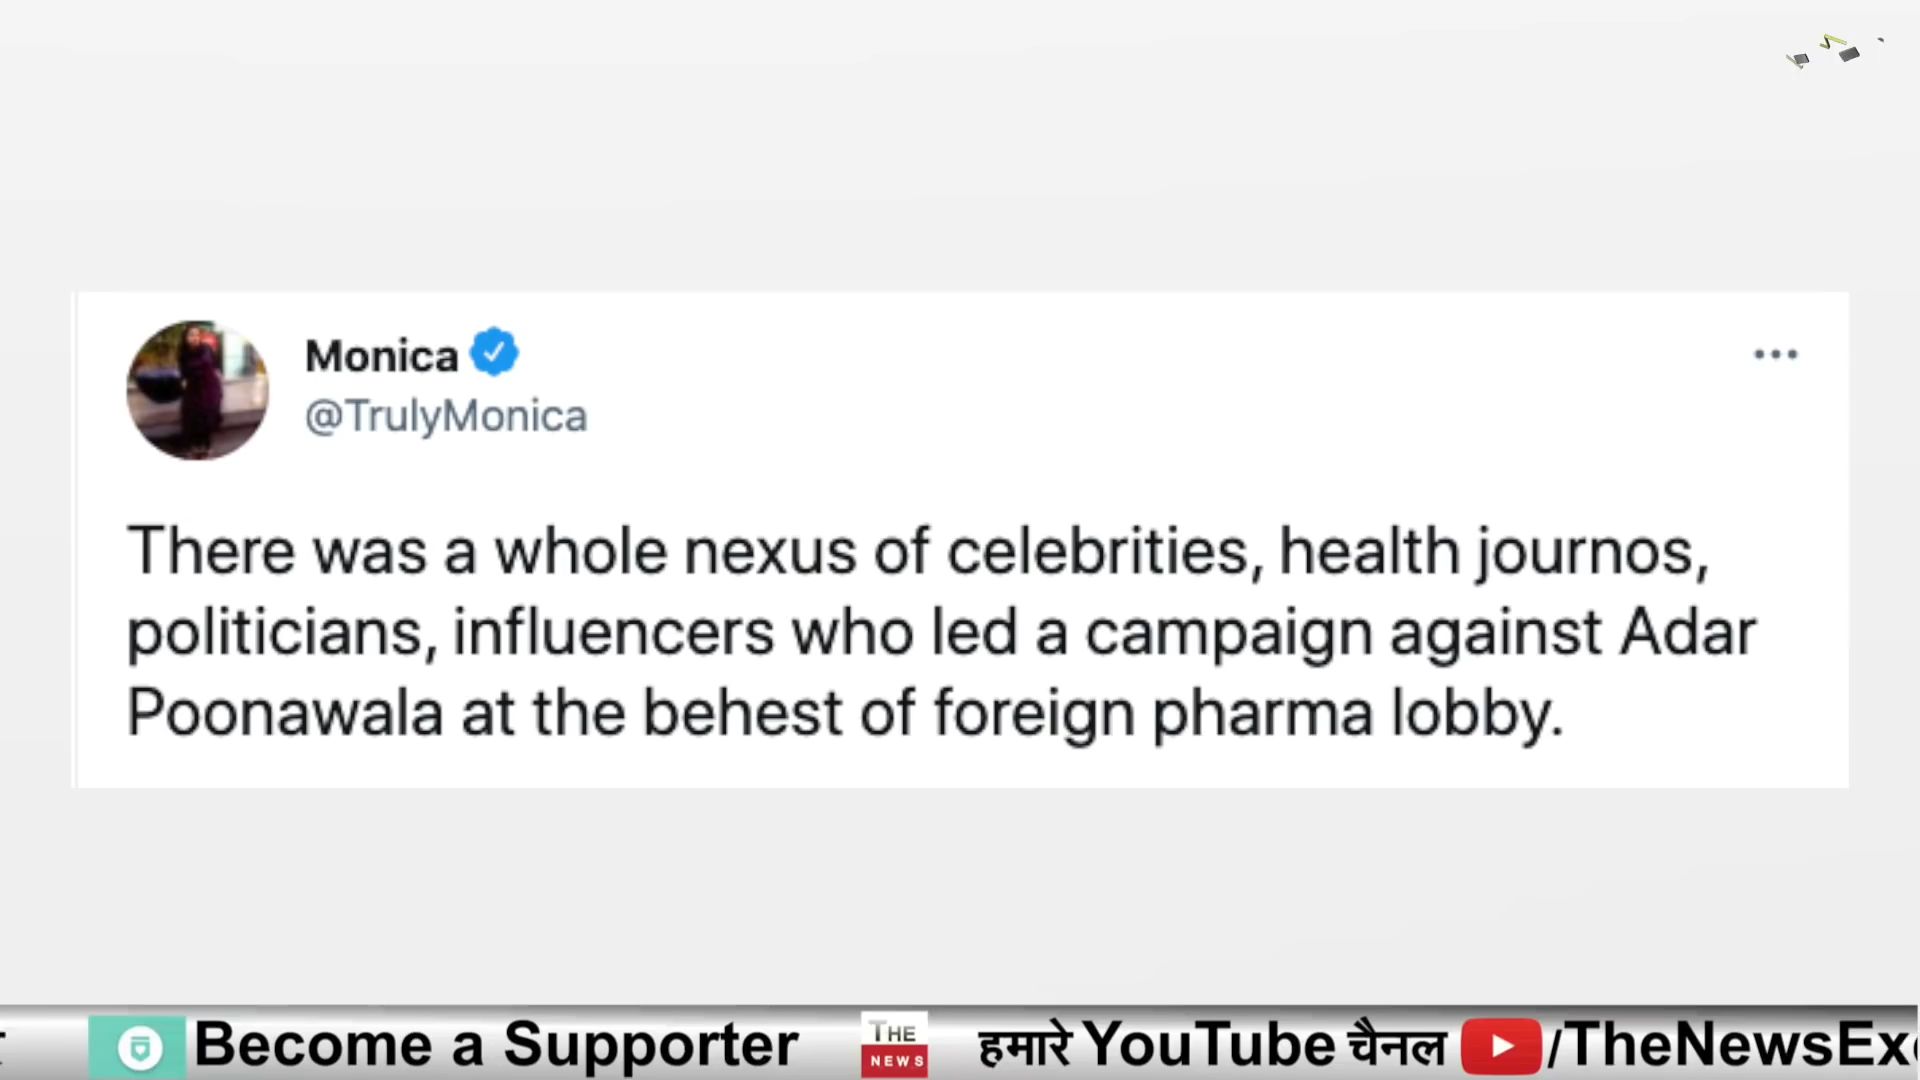 Monica
@TrulyMonica
There was a whole nexus of celebrities, health journos,
politicians, influencers who led a campaign against Adar
Poonawala at the behest of foreign pharma lobby.
Become a Supporter THE NEWS हमारे YouTube चैनल /TheNewsEx